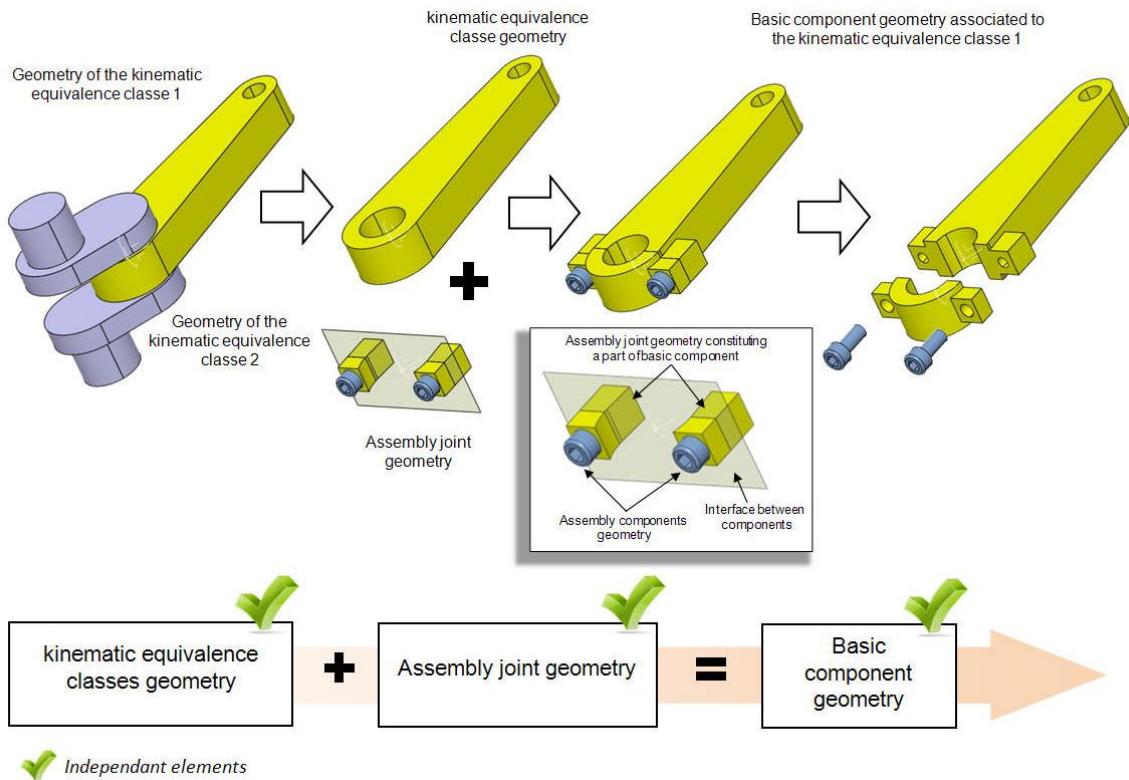 Geometry of the kinematic
equivalence classe 1
kinematic equivalence
classe geometry
Basic component geometry associated to
the kinematic equivalence classe 1
Geometry of the
kinematic equivalence
classe 2
+
Assembly joint
geometry
Assembly joint geometry constituting
a part of basic component
Assembly components
geometry
Interface between
components
kinematic equivalence
classes geometry
+
Assembly joint geometry
=
Basic
component
geometry
Independant elements